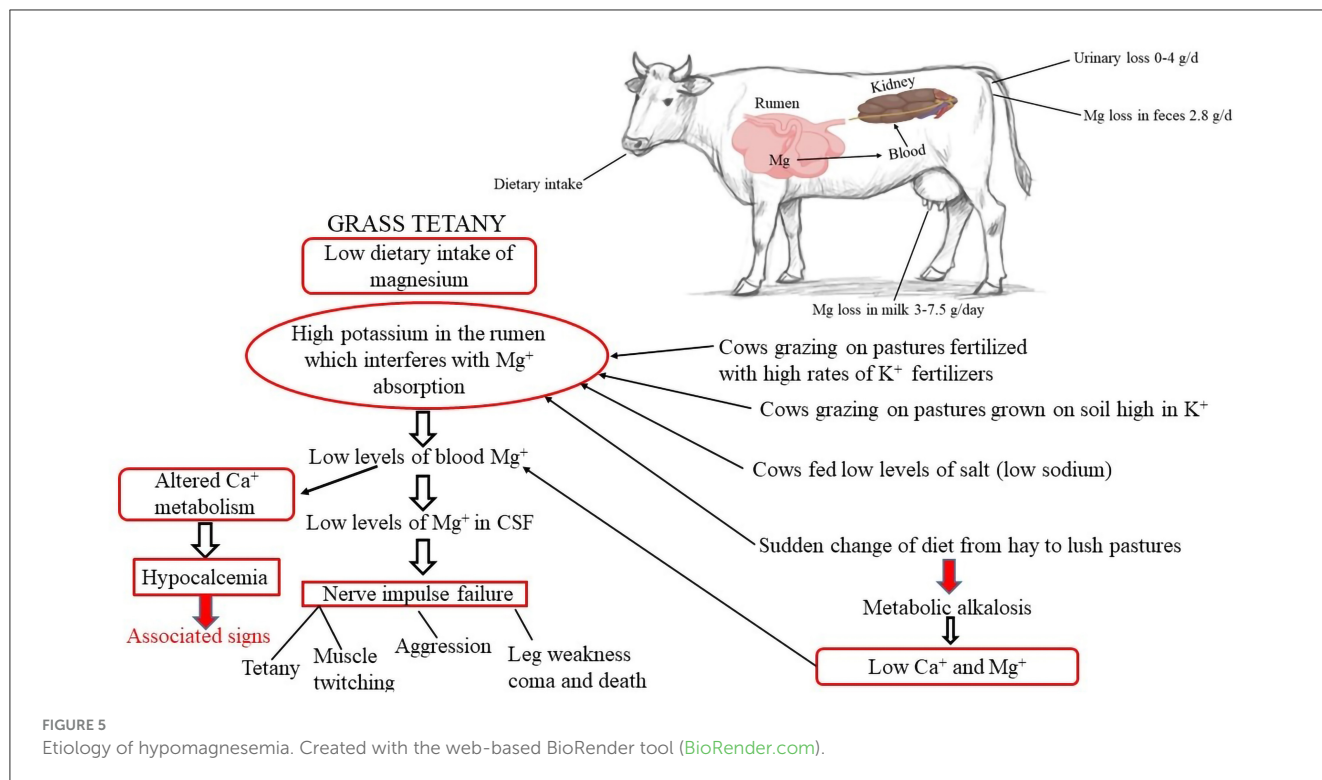 Urinary loss 0-4 g/d
Kidney
Rumen
Mg loss in feces 2.8 g/d
Mg
Blood
Dietary intake
Mg loss in milk 3-7.5 g/day
GRASS TETANY
Low dietary intake of
magnesium
High potassium in the rumen
which interferes with Mg⁺
absorption
Cows grazing on pastures fertilized
with high rates of K⁺ fertilizers
Cows grazing on pastures grown on soil high in K⁺
Cows fed low levels of salt (low sodium)
Sudden change of diet from hay to lush pastures
Metabolic alkalosis
Low Ca⁺ and Mg⁺
Low levels of blood Mg⁺
Altered Ca⁺
metabolism
Hypocalcemia
Associated signs
Low levels of Mg⁺ in CSF
Nerve impulse failure
Tetany
Muscle
twitching
Aggression
Leg weakness
coma and death
FIGURE 5
Etiology of hypomagnesemia. Created with the web-based BioRender tool (BioRender.com).